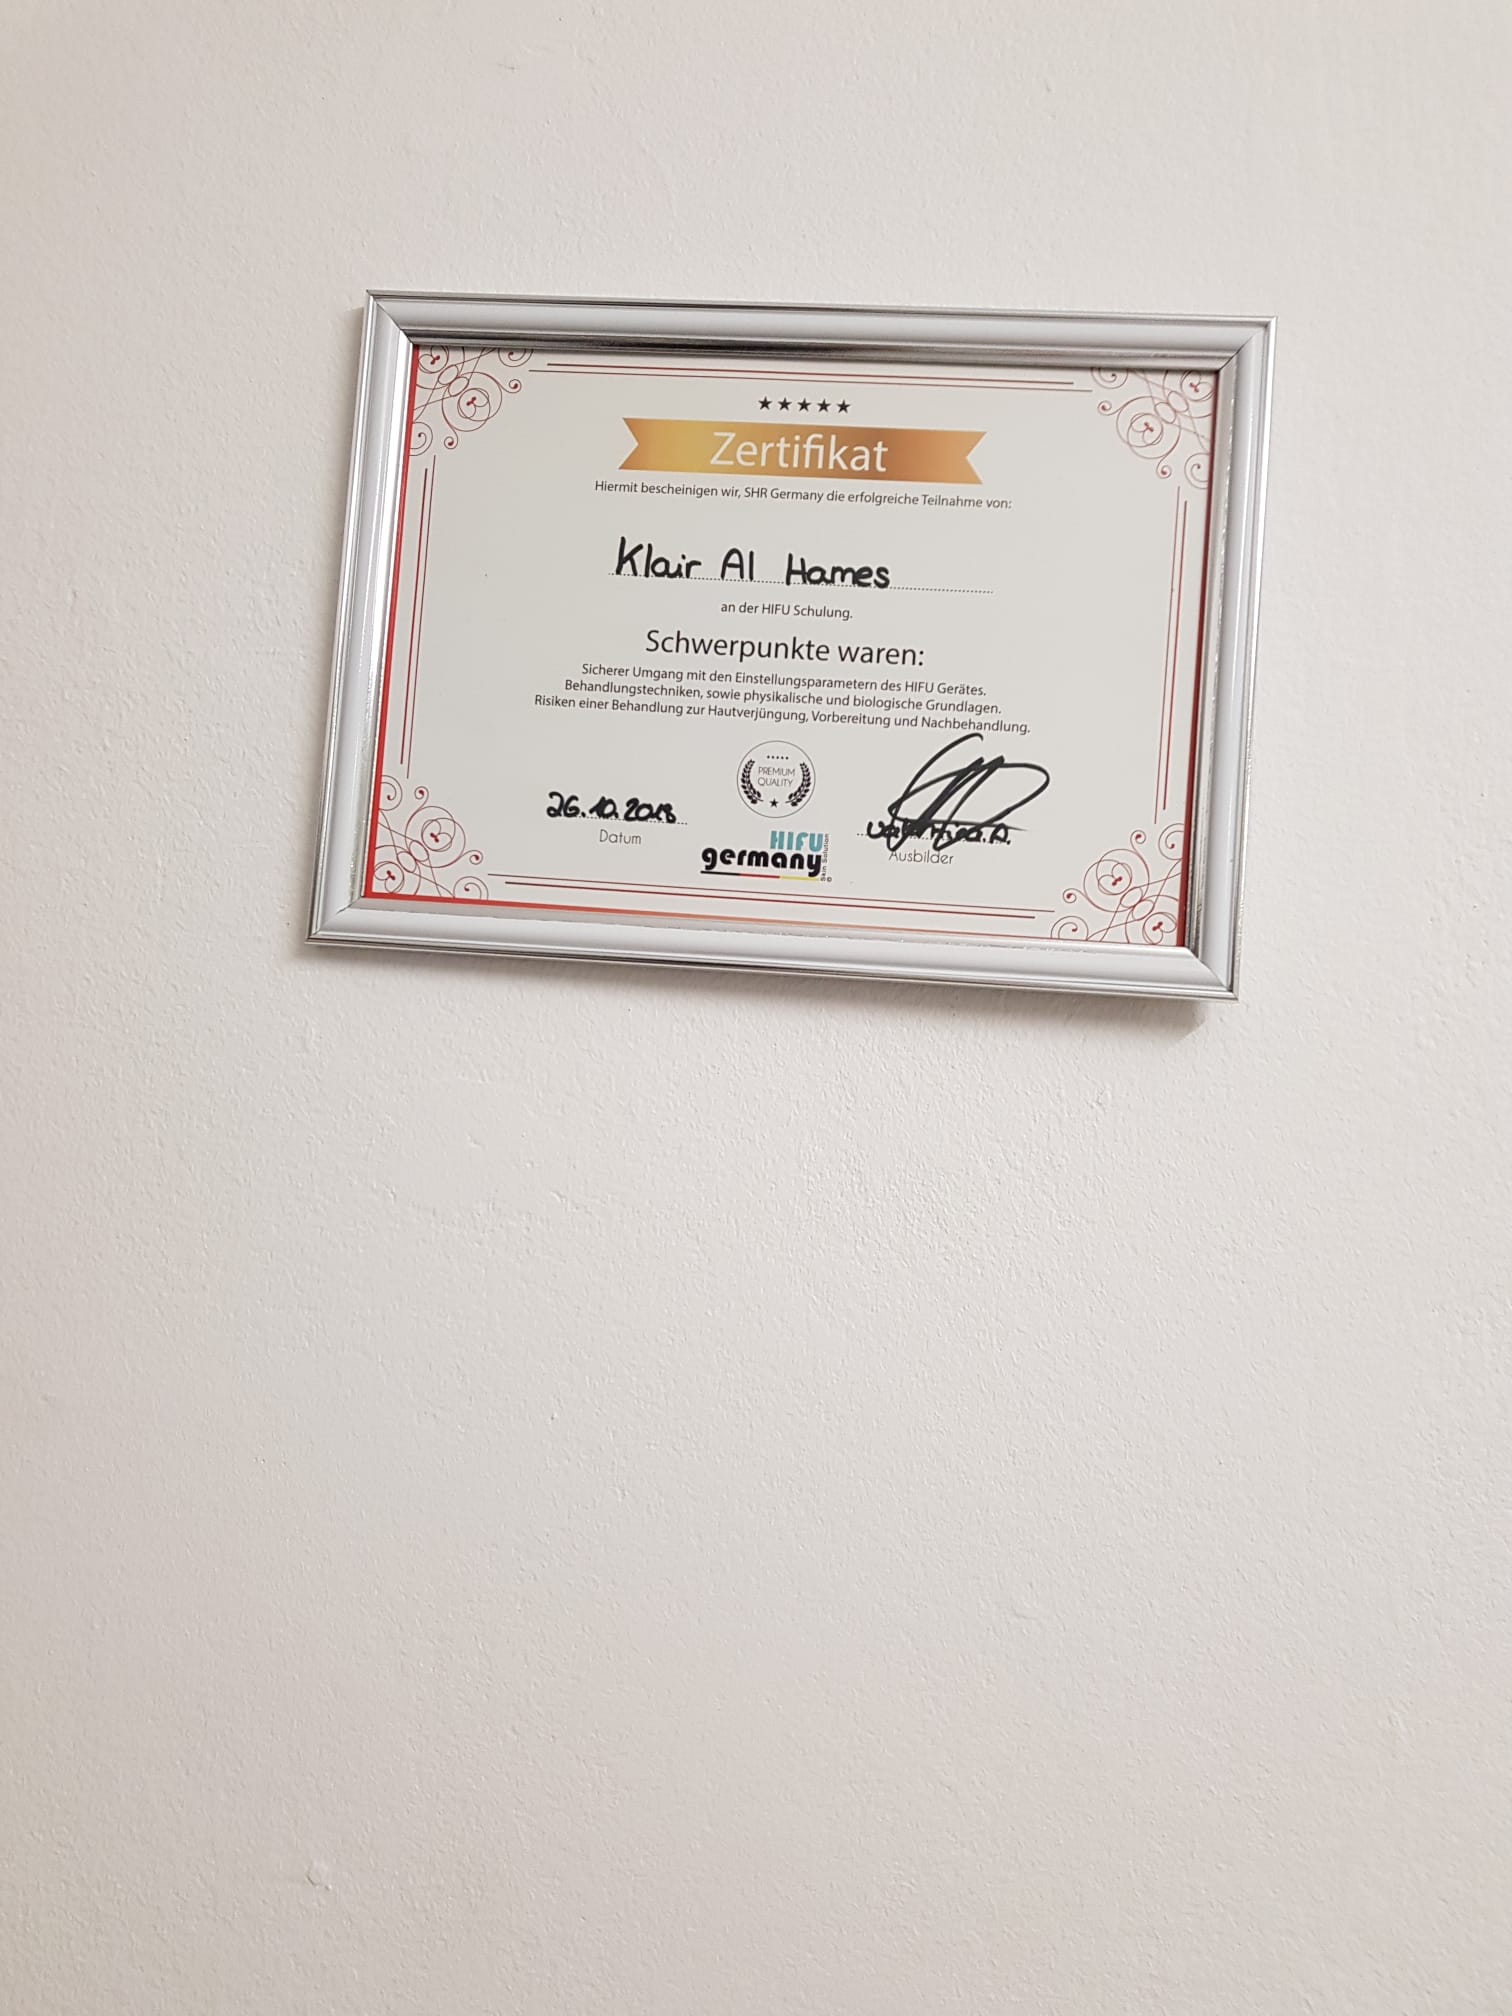 Zertifikat
Hiermit bescheinigen wir, SHR Germany die erfolgreiche Teilnahme von:
Klair Al Hames
an der HIFU Schulung.
Schwerpunkte waren:
Sicherer Umgang mit den Einstellungsparametern des HIFU Gerätes.
Behandlungstechniken, sowie physikalische und biologische Grundlagen.
Risiken einer Behandlung zur Hautverjüngung, Vorbereitung und Nachbehandlung.
PREMIUM
QUALITY
26.10.2018
Datum
HIFU
germany
Skin Solution
©
A.
Ausbilder